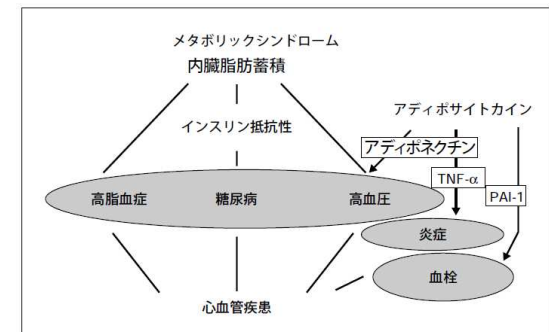 メタボリックシンドローム
内臓脂肪蓄積
アディポサイトカイン
インスリン抵抗性
アディポネクチン
TNF-α
PAI-1
高脂血症
糖尿病
高血圧
炎症
血栓
心血管疾患